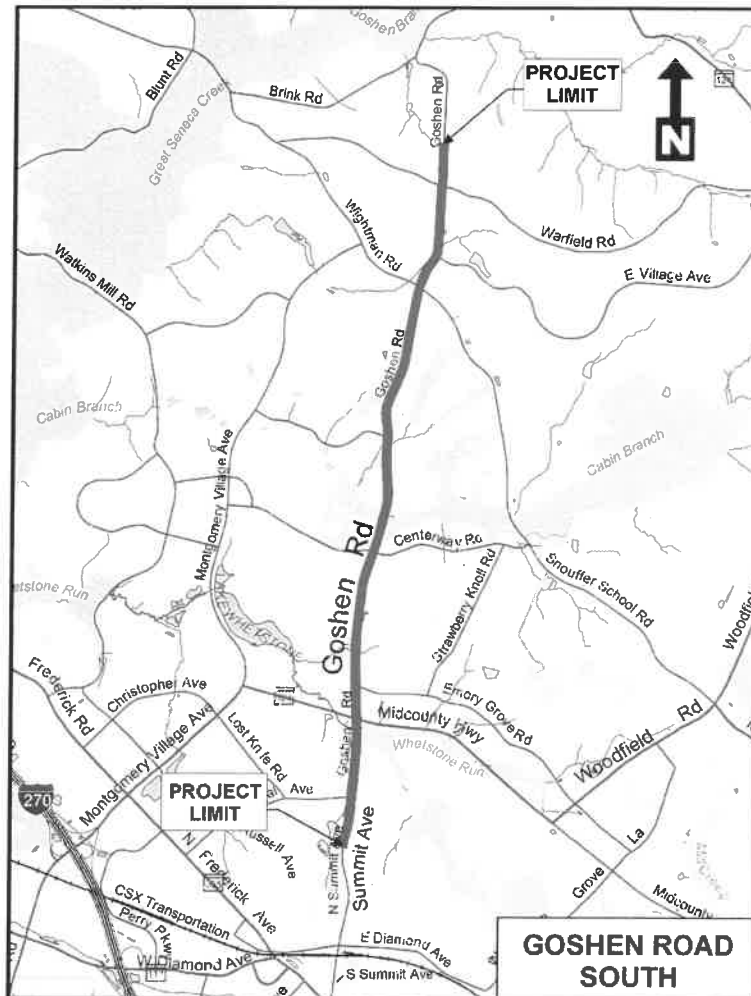 Goshen Branch
Blunt Rd
Brink Rd
Goshen Rd
PROJECT
LIMIT
N
Great Seneca Creek
Wightman Rd
Warfield Rd
Watkins Mill Rd
E Village Ave
Goshen Rd
Cabin Branch
Cabin Branch
Montgomery Village Ave
Goshen Rd
Centerway Rd
Strawberry Knoll Rd
Snouffer School Rd
Woodfield
etstone Run
Frederick Rd
Christopher Ave
Emory Grove Rd
Midcounty Hwy
Whetstone Run
Woodfield Rd
Goshen Rd
Lost Knife Rd
Montgomery Village Ave
Ave
PROJECT
LIMIT
270
Russell Ave
N Summit Ave
Summit Ave
N Frederick Ave
Grove La
Midcounty
CSX Transportation
Perry Pkwy
E Diamond Ave
W Diamond Ave
S Summit Ave
GOSHEN ROAD
SOUTH